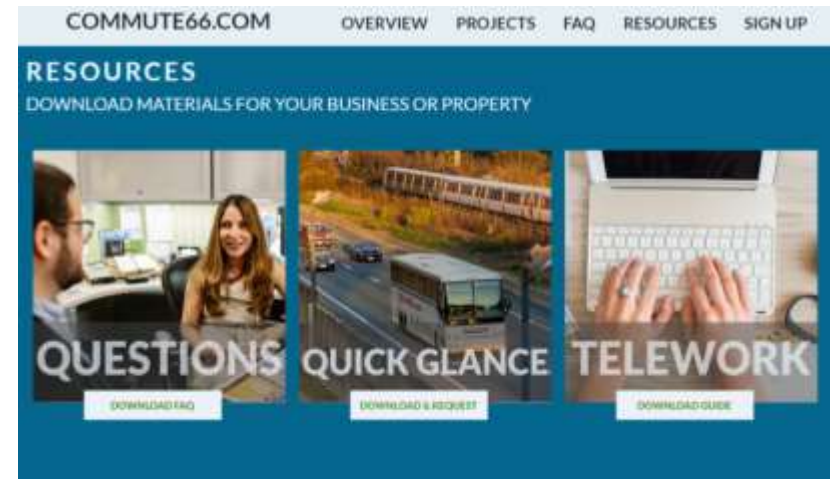 COMMUTE66.COM OVERVIEW PROJECTS FAQ RESOURCES SIGN UP
RESOURCES
DOWNLOAD MATERIALS FOR YOUR BUSINESS OR PROPERTY
QUESTIONS QUICK GLANCE TELEWORK
DOWNLOAD FAQ DOWNLOAD & REQUEST DOWNLOAD GUIDE